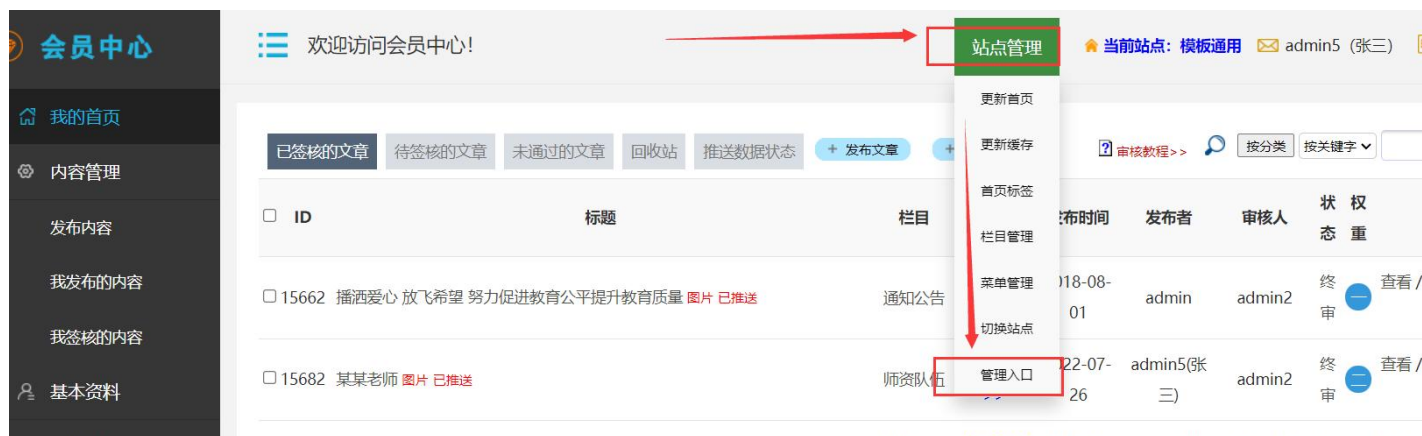 会员中心
欢迎访问会员中心!
站点管理
当前站点：模板通用
admin5 (张三)
我的首页
内容管理
发布内容
我发布的内容
我签核的内容
基本资料
更新首页
更新缓存
首页标签
栏目管理
菜单管理
切换站点
管理入口
已签核的文章 待签核的文章 未通过的文章 回收站 推送数据状态 + 发布文章 +
审核教程>> 按分类 按关键字
ID 标题 栏目 布时间 发布者 审核人 状态 权重
15662 播洒爱心 放飞希望 努力促进教育公平提升教育质量 图片 已推送 通知公告 18-08-01 admin admin2 终审 一 查看 /
15682 某某老师 图片 已推送 师资队伍 22-07-26 admin5(张三) admin2 终审 二 查看 /